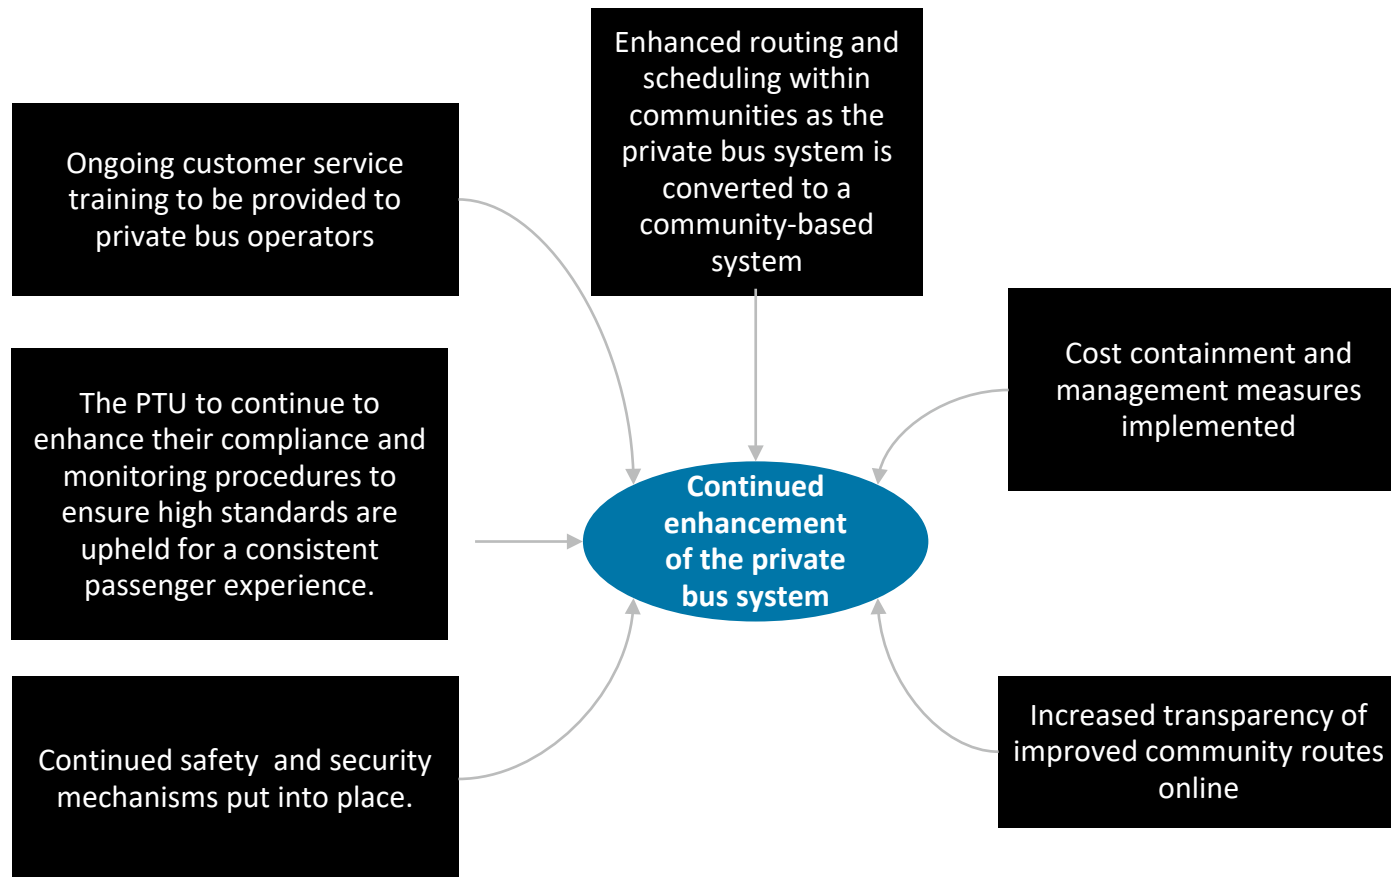 Enhanced routing and
scheduling within
communities as the
private bus system is
converted to a
community-based
system
Ongoing customer service
training to be provided to
private bus operators
Cost containment and
management measures
implemented
The PTU to continue to
enhance their compliance and
monitoring procedures to
ensure high standards are
upheld for a consistent
passenger experience.
Continued
enhancement
of the private
bus system
Continued safety  and security
mechanisms put into place.
Increased transparency of
improved community routes
online